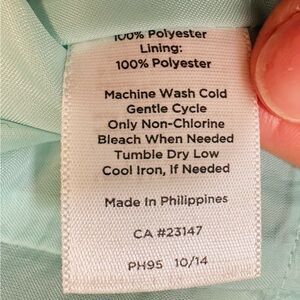 100% Polyester
Lining:
100% Polyester
Machine Wash Cold
Gentle Cycle
Only Non-Chlorine
Bleach When Needed
Tumble Dry Low
Cool Iron, If Needed
Made In Philippines
CA #23147
PH95 10/14